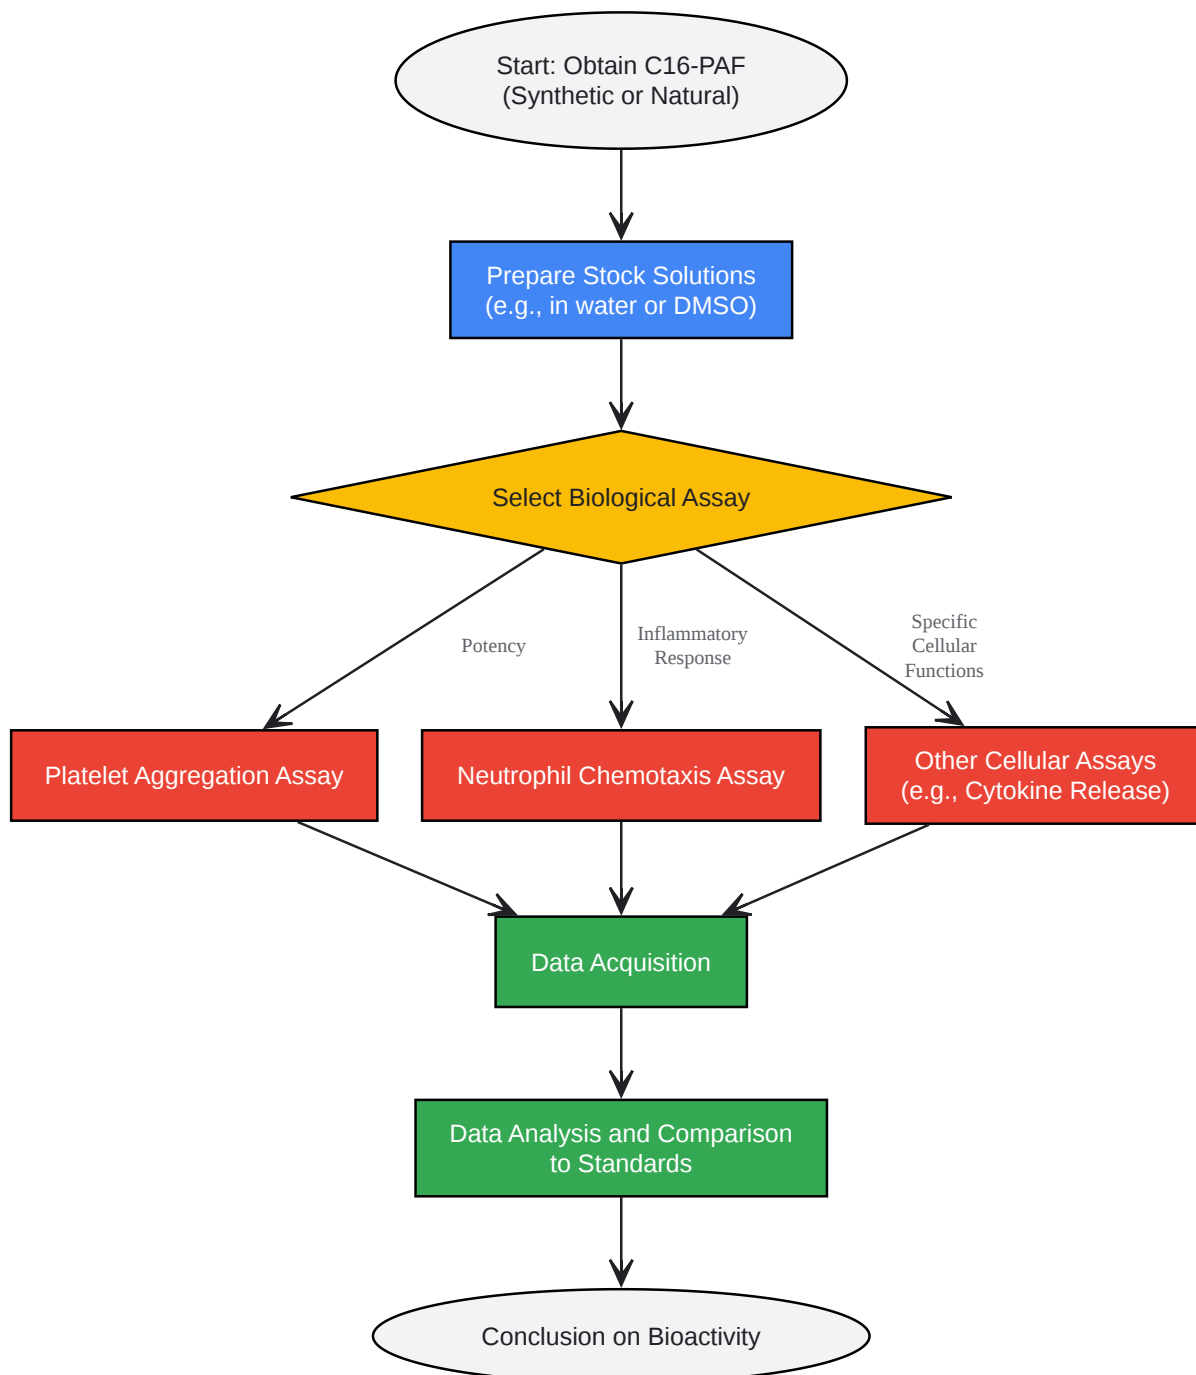 Start: Obtain C16-PAF
(Synthetic or Natural)
Prepare Stock Solutions
(e.g., in water or DMSO)
Select Biological Assay
Potency
Inflammatory
Response
Specific
Cellular
Functions
Platelet Aggregation Assay
Neutrophil Chemotaxis Assay
Other Cellular Assays
(e.g., Cytokine Release)
Data Acquisition
Data Analysis and Comparison
to Standards
Conclusion on Bioactivity